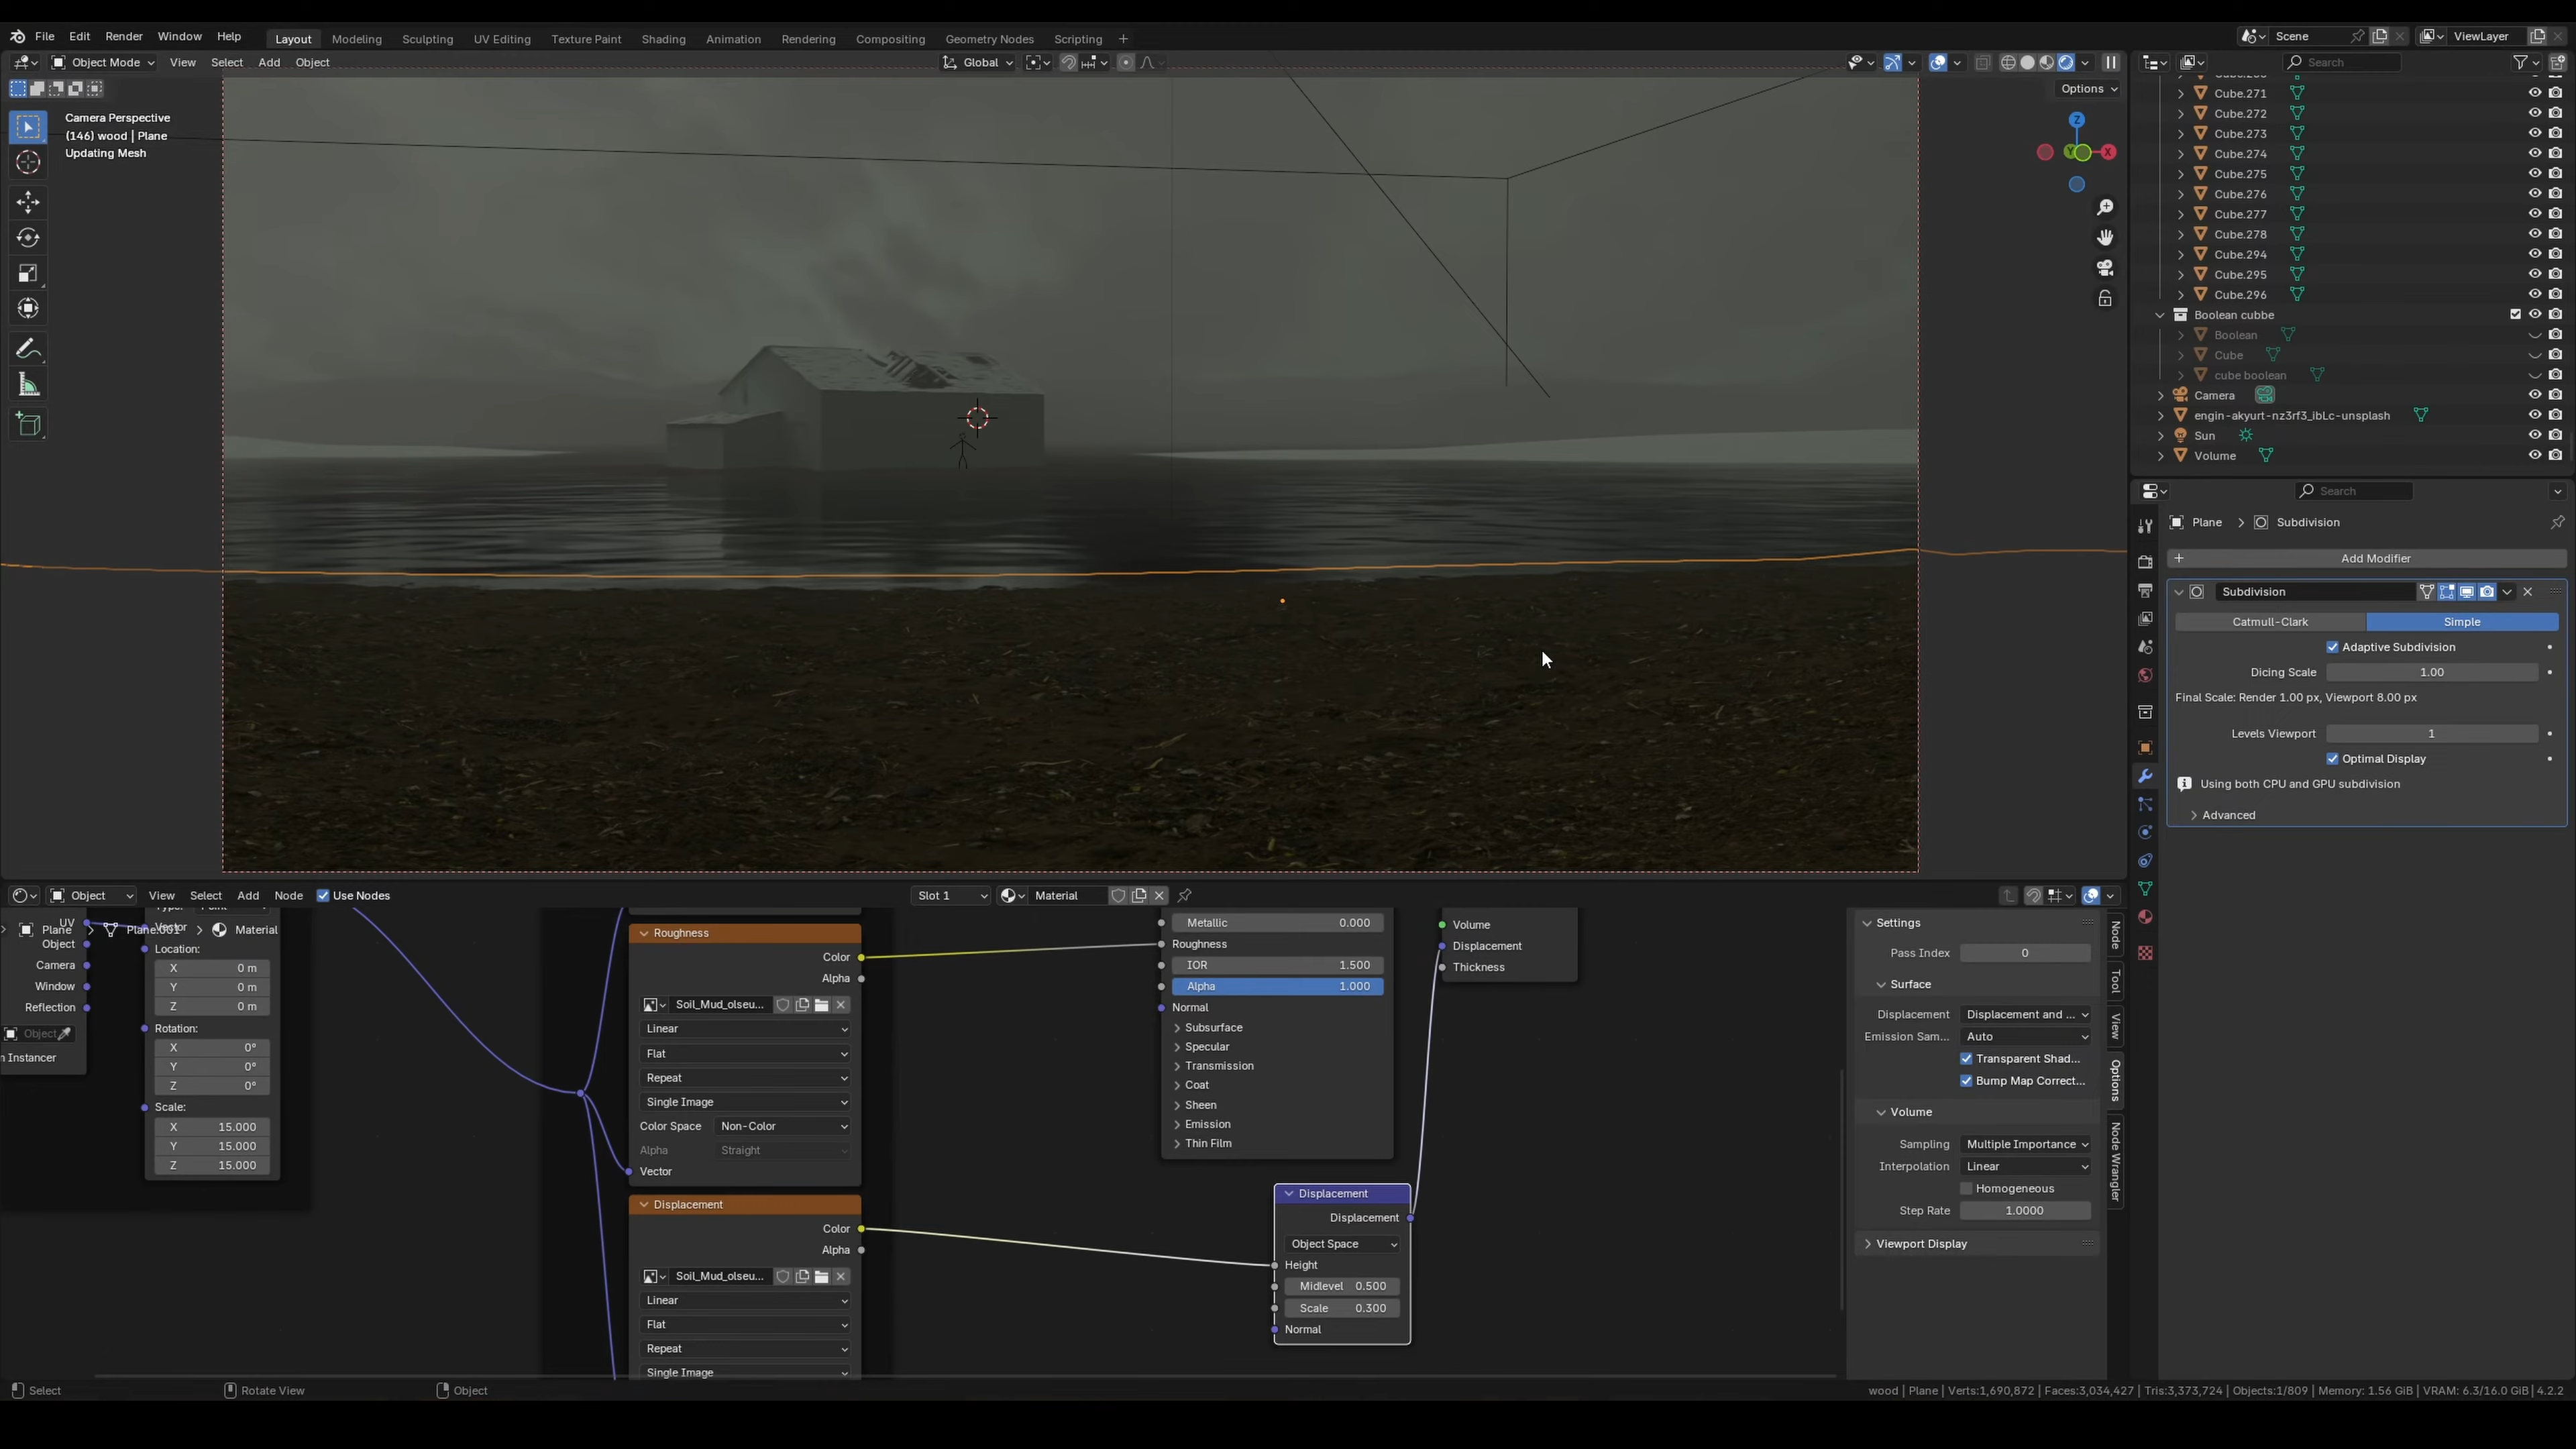 File Edit Render Window Help Layout Modeling Sculpting UV Editing Texture Paint Shading Animation Rendering Compositing Geometry Nodes Scripting + Scene ViewLayer
Object Mode View Select Add Object Global Search
Options
Camera Perspective
(146) wood | Plane
Updating Mesh
Z
Y
X
Cube.271
Cube.272
Cube.273
Cube.274
Cube.275
Cube.276
Cube.277
Cube.278
Cube.294
Cube.295
Cube.296
Boolean cubbe
Boolean
Cube
cube boolean
Camera
engin-akyurt-nz3rf3_ibLc-unsplash
Sun
Volume
Search
Plane > Subdivision
+ Add Modifier
Subdivision
Catmull-Clark Simple
Adaptive Subdivision
Dicing Scale 1.00
Final Scale: Render 1.00 px, Viewport 8.00 px
Levels Viewport 1
Optimal Display
Using both CPU and GPU subdivision
Advanced
Object View Select Add Node Use Nodes Slot 1 Material
UV
Plane > Plane.001 > Material
Object
Camera
Window
Reflection
Object
n Instancer
Vector
Location:
X 0 m
Y 0 m
Z 0 m
Rotation:
X 0°
Y 0°
Z 0°
Scale:
X 15.000
Y 15.000
Z 15.000
Roughness
Color
Alpha
Soil_Mud_olseu...
Linear
Flat
Repeat
Single Image
Color Space Non-Color
Alpha Straight
Vector
Displacement
Color
Alpha
Soil_Mud_olseu...
Linear
Flat
Repeat
Single Image
Metallic 0.000
Roughness
IOR 1.500
Alpha 1.000
Normal
Subsurface
Specular
Transmission
Coat
Sheen
Emission
Thin Film
Volume
Displacement
Thickness
Displacement
Displacement
Object Space
Height
Midlevel 0.500
Scale 0.300
Normal
Settings
Pass Index 0
Surface
Displacement Displacement and ...
Emission Sam... Auto
Transparent Shad...
Bump Map Correct...
Volume
Sampling Multiple Importance
Interpolation Linear
Homogeneous
Step Rate 1.0000
Viewport Display
Node
Tool
View
Options
Node Wrangler
Select Rotate View Object wood | Plane | Verts:1,690,872 | Faces:3,034,427 | Tris:3,373,724 | Objects:1/809 | Memory: 1.56 GiB | VRAM: 6.3/16.0 GiB | 4.2.2